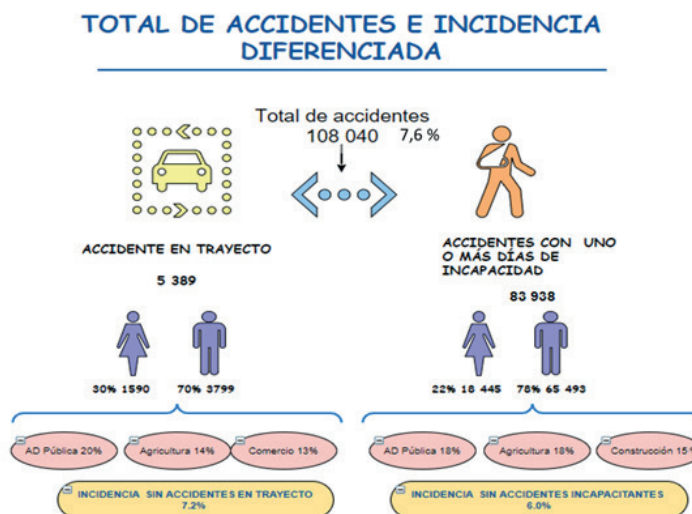 TOTAL DE ACCIDENTES E INCIDENCIA
DIFERENCIADA
Total de accidentes
108 040 7,6 %
ACCIDENTE EN TRAYECTO
5 389
30% 1590 70% 3799
AD Pública 20% Agricultura 14% Comercio 13%
INCIDENCIA SIN ACCIDENTES EN TRAYECTO
7.2%
ACCIDENTES CON UNO
O MÁS DÍAS DE
INCAPACIDAD
83 938
22% 18 445 78% 65 493
AD Pública 18% Agricultura 18% Construcción 15%
INCIDENCIA SIN ACCIDENTES INCAPACITANTES
6.0%